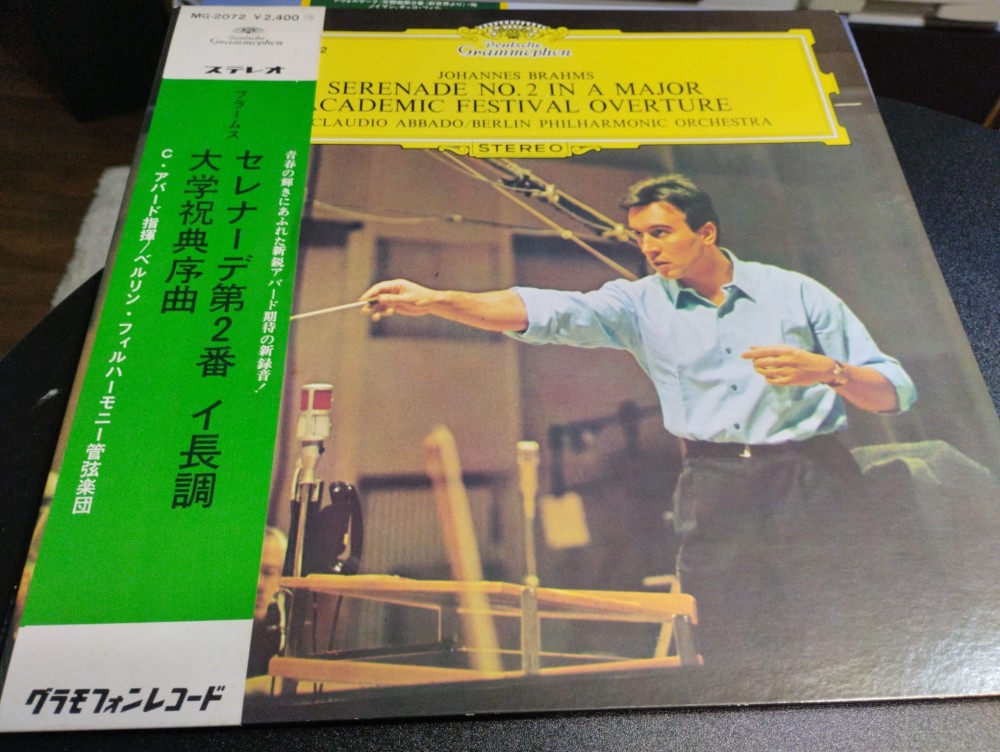 MG-2072 ¥2,400
Deutsche
Grammophon
ステレオ
ブラームス
セレナーデ第2番 イ長調
大学祝典序曲
C・アバード指揮/ベルリン・フィルハーモニー管弦楽団
青春の輝きにあふれた新鋭アバード期待の新録音!
グラモフォンレコード
2
Deutsche
Grammophon
JOHANNES BRAHMS
SERENADE NO. 2 IN A MAJOR
ACADEMIC FESTIVAL OVERTURE
CLAUDIO ABBADO/BERLIN PHILHARMONIC ORCHESTRA
STEREO